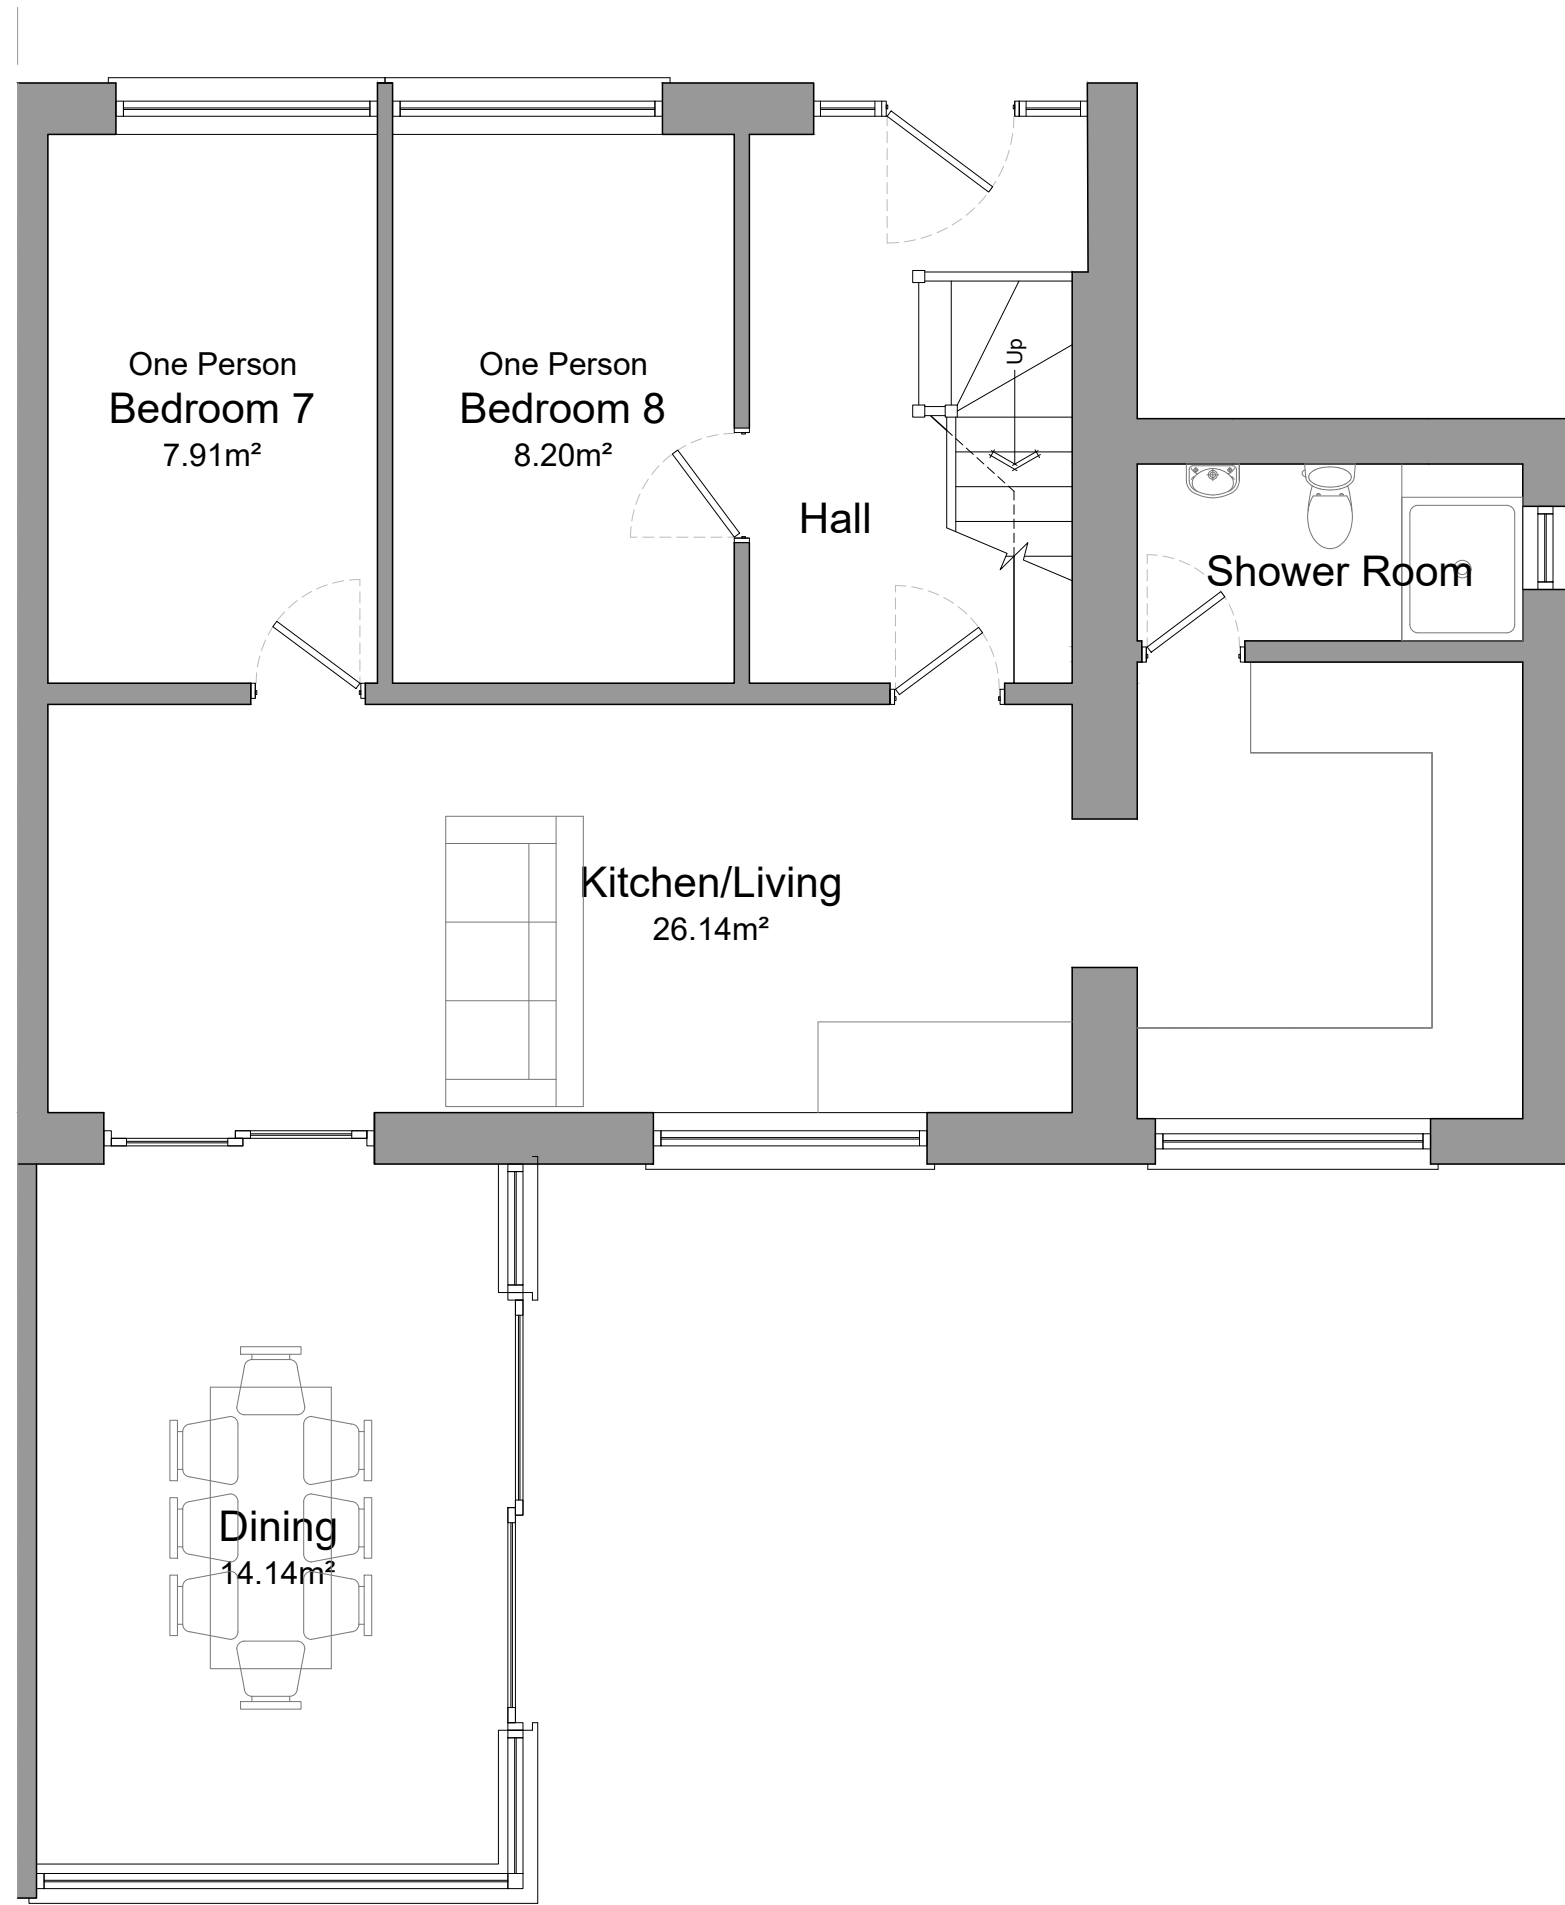 One Person
Bedroom 7
7.91m²
One Person
Bedroom 8
8.20m²
Up
Hall
Shower Room
Kitchen/Living
26.14m²
Dining
14.14m²